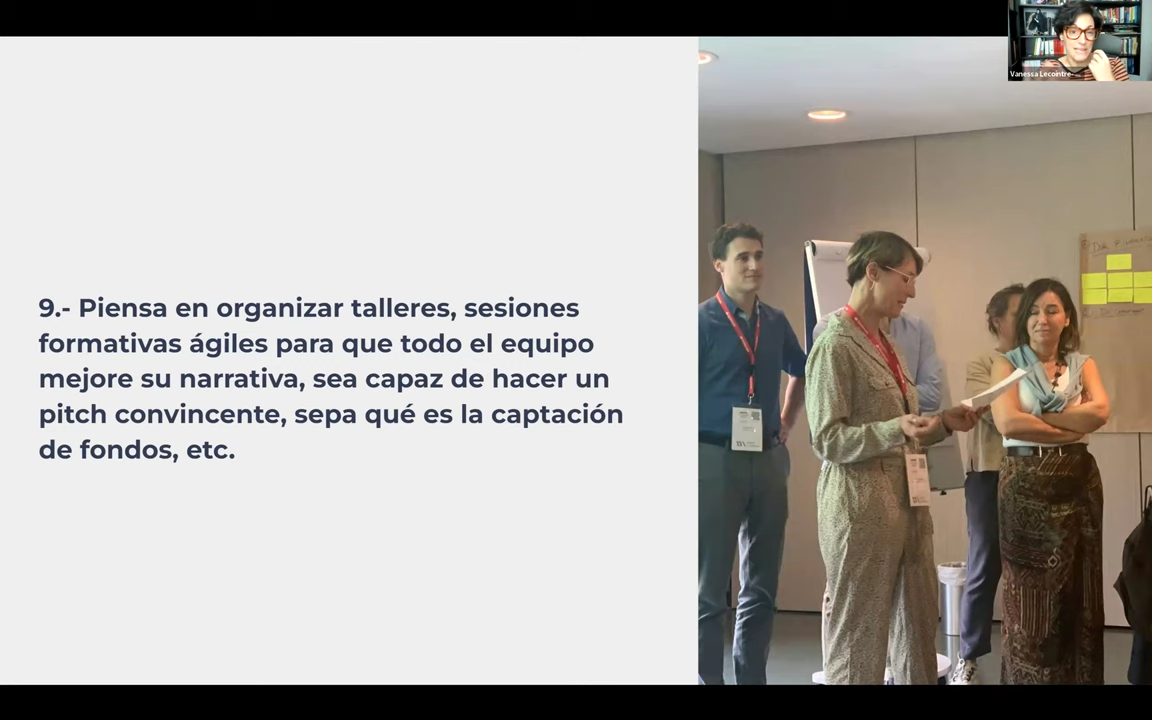 Vanessa Lecointre
9.- Piensa en organizar talleres, sesiones
formativas ágiles para que todo el equipo
mejore su narrativa, sea capaz de hacer un
pitch convincente, sepa qué es la captación
de fondos, etc.